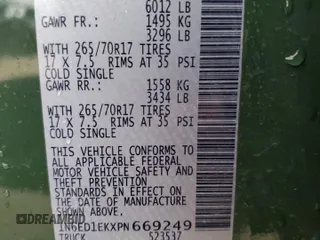 6012 LB
GAWR FR.: 1495 KG
3296 LB
WITH 265/70R17 TIRES
17 X 7.5 RIMS AT 35 PSI
COLD SINGLE
GAWR RR.: 1558 KG
3434 LB
WITH 265/70R17 TIRES
17 X 7.5 RIMS AT 35 PSI
COLD SINGLE
THIS VEHICLE CONFORMS TO
ALL APPLICABLE FEDERAL
MOTOR VEHICLE SAFETY AND
THEFT PREVENTION STANDARDS
IN EFFECT ON THE DATE OF
MANUFACTURE SHOWN ABOVE.
1N6ED1EKXPN669249
TRUCK 523537
DREAMBID